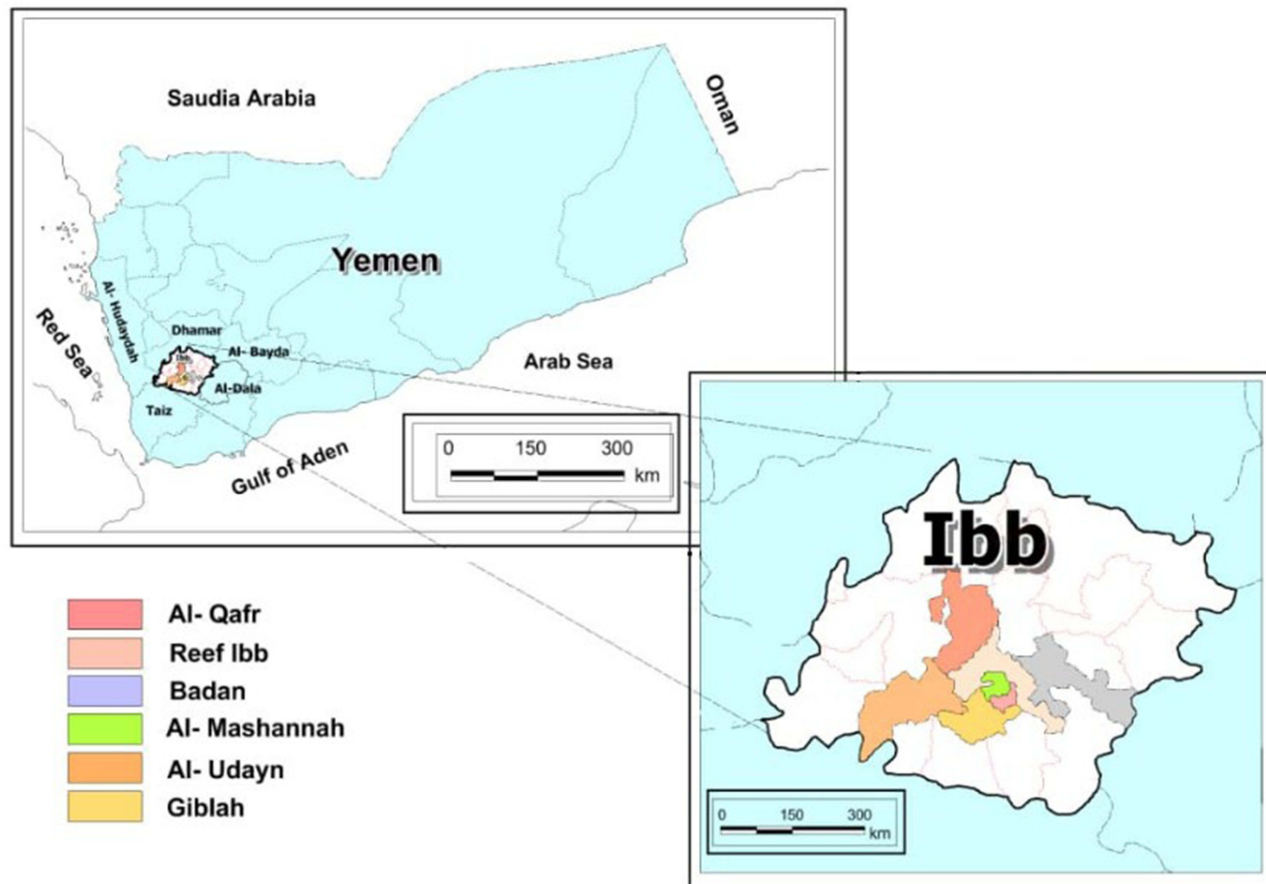 Saudia Arabia
Oman
Yemen
Al- Hudaydah
Red Sea
Dhamar
Ibb
Al- Bayda
Al-Dala
Taiz
Arab Sea
Gulf of Aden
0 150 300
km
Ibb
0 150 300
km
Al- Qafr
Reef Ibb
Badan
Al- Mashannah
Al- Udayn
Giblah